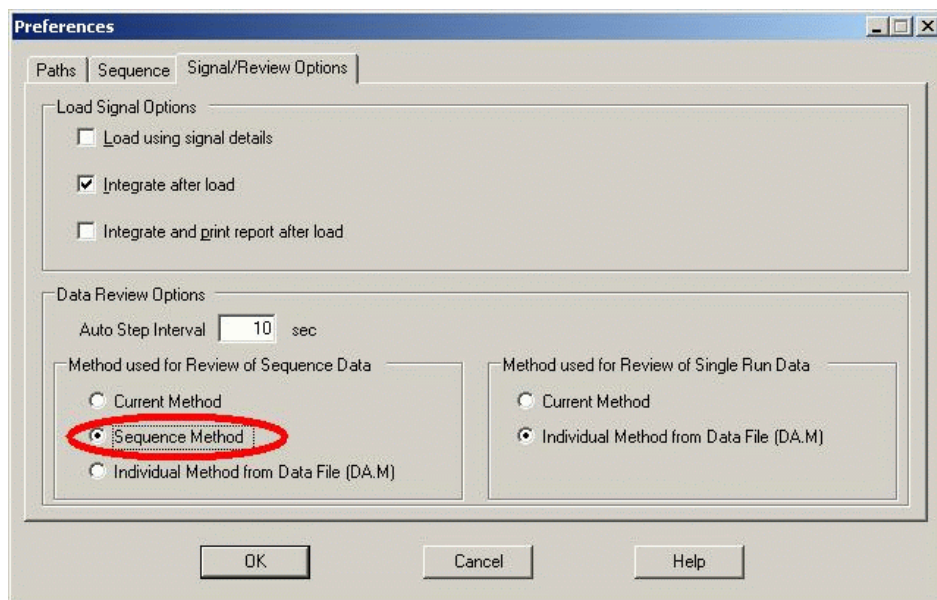 Preferences
Paths
Sequence
Signal/Review Options
Load Signal Options
Load using signal details
Integrate after load
Integrate and print report after load
Data Review Options
Auto Step Interval 10 sec
Method used for Review of Sequence Data
Current Method
Sequence Method
Individual Method from Data File (DA.M)
Method used for Review of Single Run Data
Current Method
Individual Method from Data File (DA.M)
OK
Cancel
Help